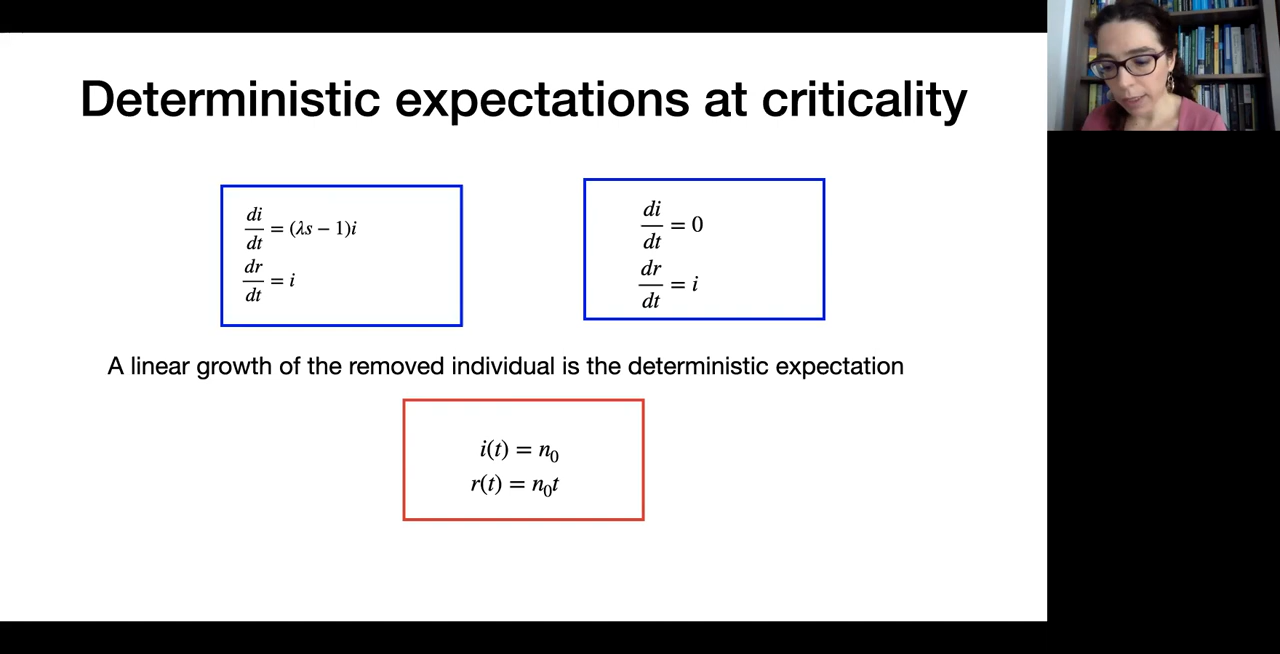 Deterministic expectations at criticality
di/dt = (λs − 1)i
dr/dt = i
di/dt = 0
dr/dt = i
A linear growth of the removed individual is the deterministic expectation
i(t) = n₀
r(t) = n₀t